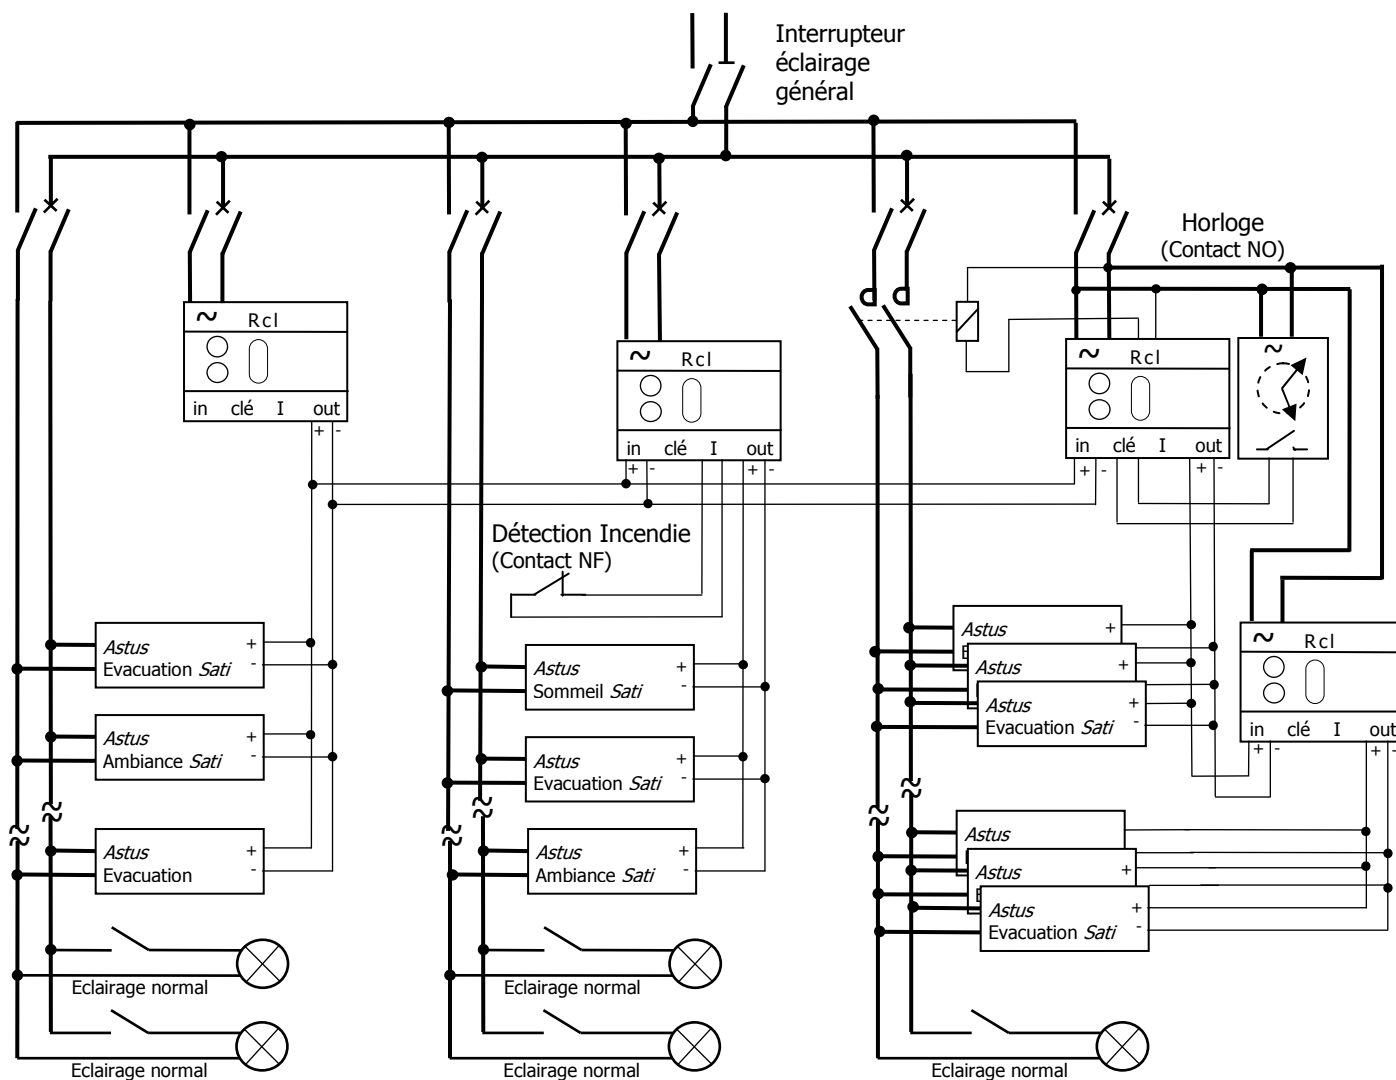 Interrupteur
éclairage
général
Horloge
(Contact NO)
~ Rcl
in clé I out
+ -
~ Rcl
in clé I out
+ - + -
~ Rcl
in clé I out
+ - + -
~
Détection Incendie
(Contact NF)
~ Rcl
in clé I out
+ - + -
Astus +
Evacuation Sati -
Astus +
Ambiance Sati -
Astus +
Evacuation -
Astus +
Sommeil Sati -
Astus +
Evacuation Sati -
Astus +
Ambiance Sati -
Astus +
E
Astus +
Astus +
Evacuation Sati -
Astus
Astus +
E
Astus +
Evacuation Sati -
Eclairage normal
Eclairage normal
Eclairage normal
Eclairage normal
Eclairage normal